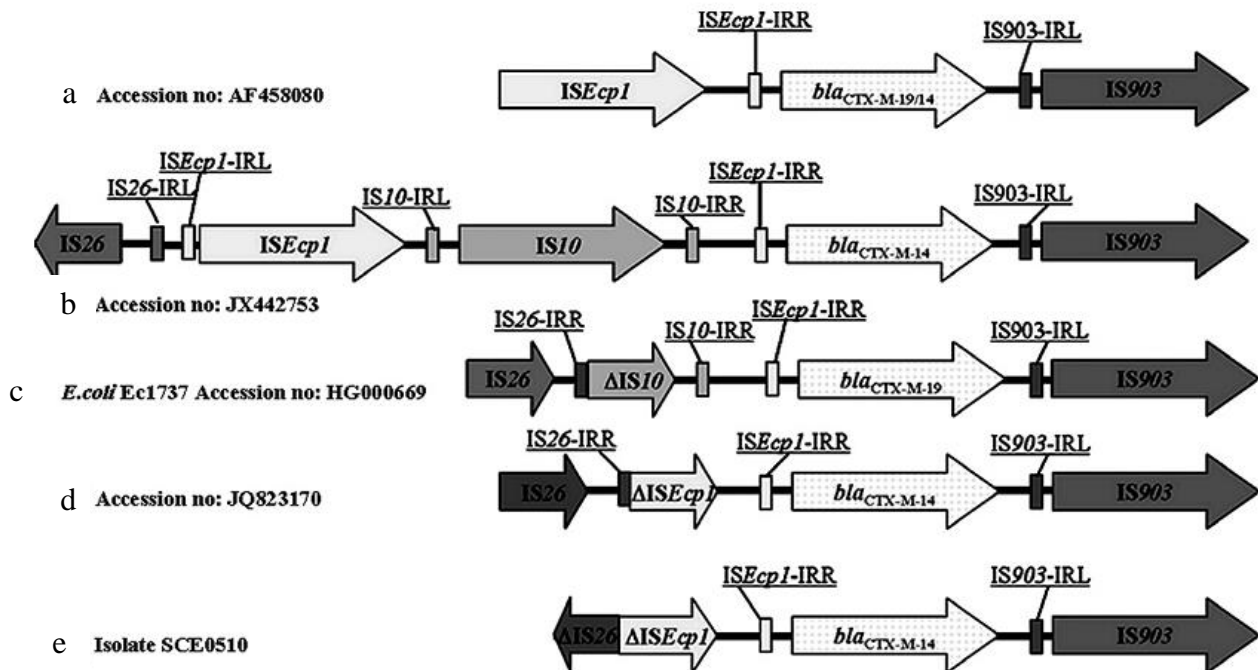 ISEcp1-IRR IS903-IRL
a Accession no: AF458080 ISEcp1 blaCTX-M-19/14 IS903
ISEcp1-IRL ISEcp1-IRR
IS26-IRL IS10-IRL IS10-IRR IS903-IRL
IS26 ISEcp1 IS10 blaCTX-M-14 IS903
b Accession no: JX442753
IS26-IRR IS10-IRR ISEcp1-IRR IS903-IRL
c E.coli Ec1737 Accession no: HG000669 IS26 ΔIS10 blaCTX-M-19 IS903
IS26-IRR ISEcp1-IRR IS903-IRL
d Accession no: JQ823170 IS26 ΔISEcp1 blaCTX-M-14 IS903
ISEcp1-IRR IS903-IRL
e Isolate SCE0510 ΔIS26 ΔISEcp1 blaCTX-M-14 IS903